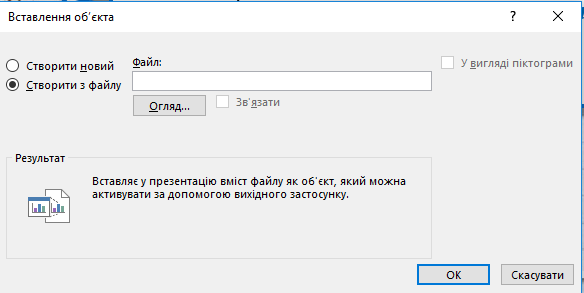 Вставлення об'єкта
Створити новий
Створити з файлу
Файл:
У вигляді піктограми
Огляд...
Зв'язати
Результат
Вставляє у презентацію вміст файлу як об'єкт, який можна
активувати за допомогою вихідного застосунку.
ОК
Скасувати